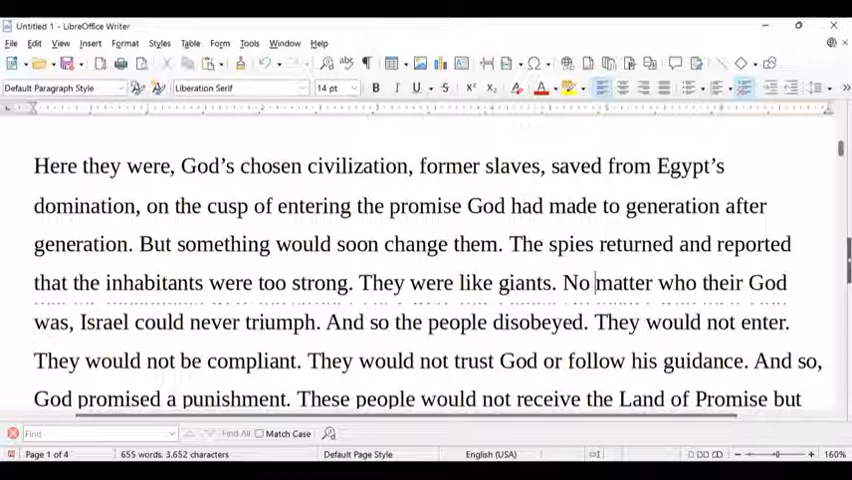 Untitled 1 - LibreOffice Writer
File Edit View Insert Format Styles Table Form Tools Window Help
Default Paragraph Style Liberation Serif 14 pt
Here they were, God’s chosen civilization, former slaves, saved from Egypt’s
domination, on the cusp of entering the promise God had made to generation after
generation. But something would soon change them. The spies returned and reported
that the inhabitants were too strong. They were like giants. No matter who their God
was, Israel could never triumph. And so the people disobeyed. They would not enter.
They would not be compliant. They would not trust God or follow his guidance. And so,
God promised a punishment. These people would not receive the Land of Promise but
Find Find All Match Case
Page 1 of 4 655 words, 3,652 characters Default Page Style English (USA) 160%